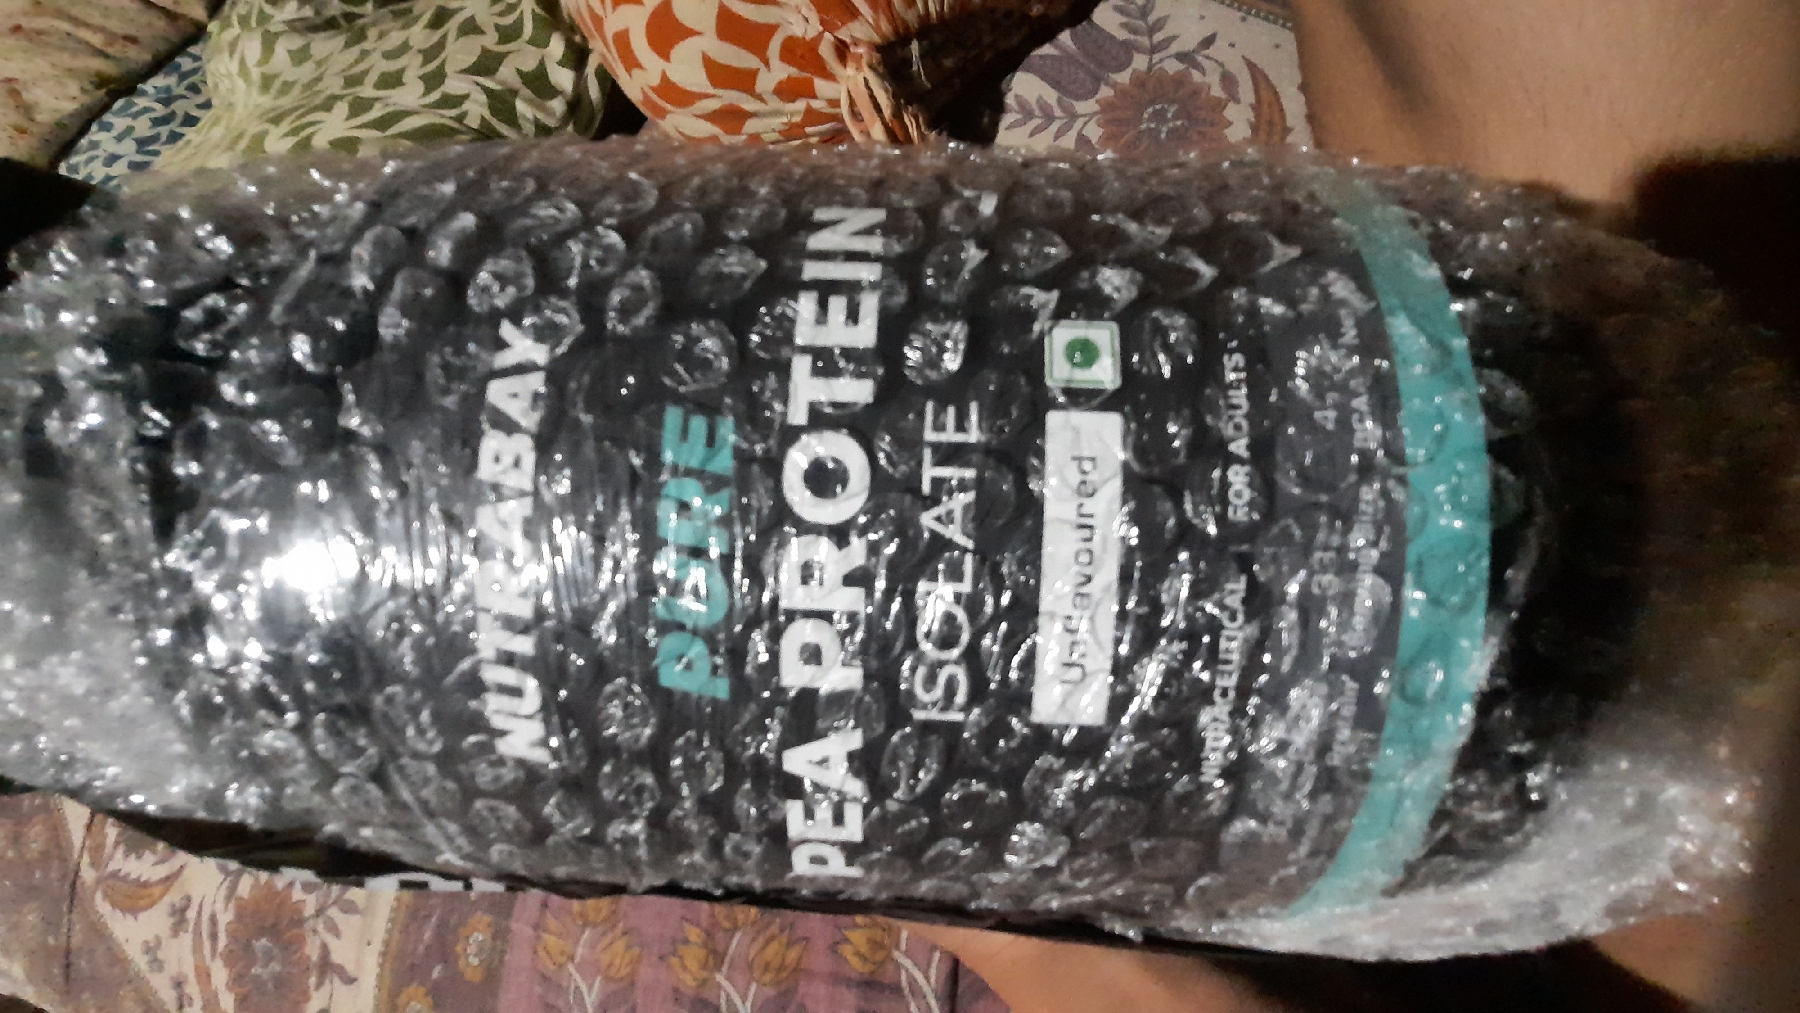 NUTRABAY
PURE
PEA PROTEIN
ISOLATE
Unflavoured
NUTRACEUTICAL FOR ADULTS